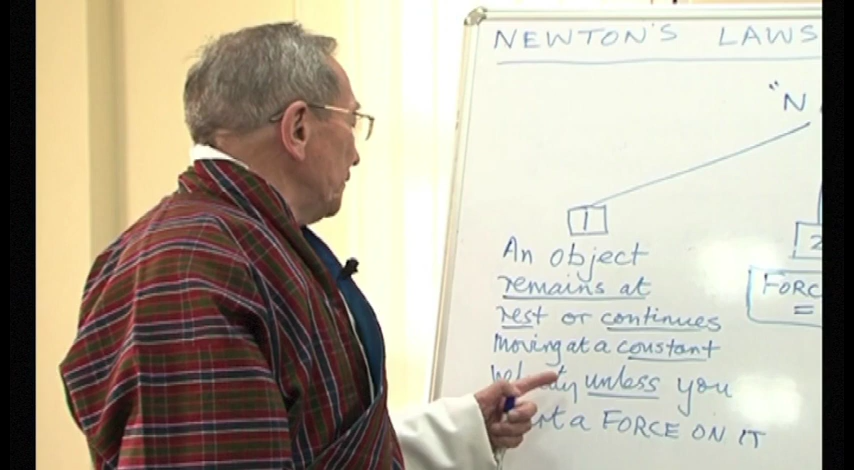 NEWTON'S LAWS
"N
1
An object
remains at
rest or continues
moving at a constant
unless you
a FORCE ON IT
2
FORC
=